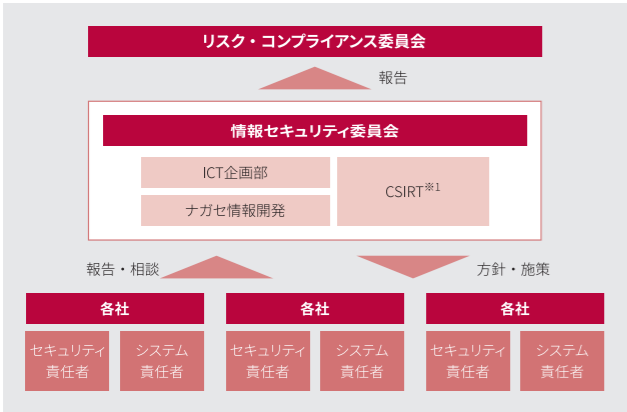 リスク・コンプライアンス委員会
報告
情報セキュリティ委員会
ICT企画部
ナガセ情報開発
CSIRT※1
報告・相談
方針・施策
各社
各社
各社
セキュリティ
責任者
システム
責任者
セキュリティ
責任者
システム
責任者
セキュリティ
責任者
システム
責任者